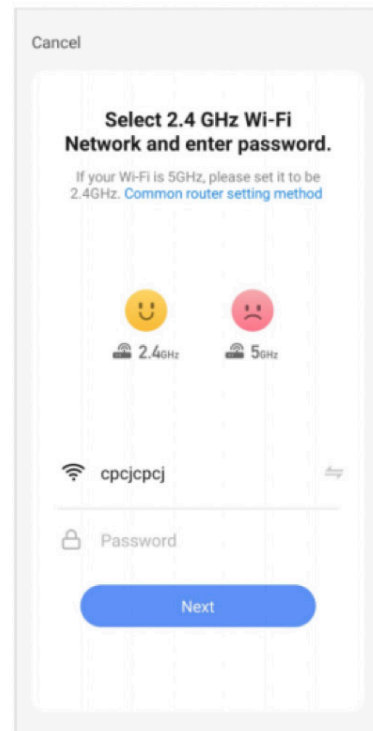 Cancel
Select 2.4 GHz Wi-Fi
Network and enter password.
If your Wi-Fi is 5GHz, please set it to be
2.4GHz. Common router setting method
2.4GHz 5GHz
cpcjcpcj
Password
Next